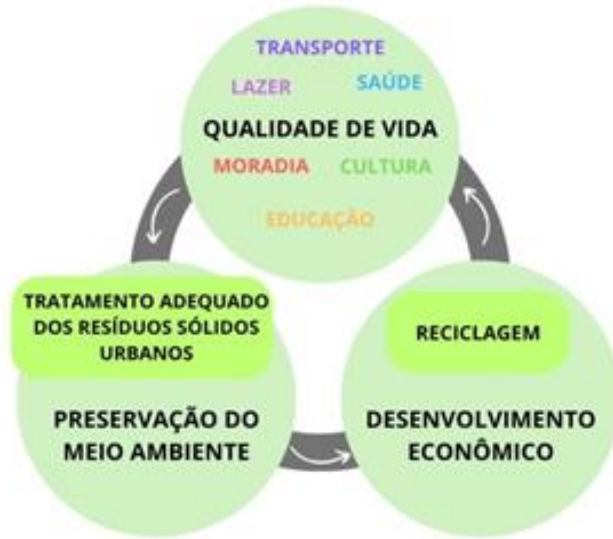 TRANSPORTE
LAZER
SAÚDE
QUALIDADE DE VIDA
MORADIA
CULTURA
EDUCAÇÃO
TRATAMENTO ADEQUADO
DOS RESÍDUOS SÓLIDOS
URBANOS
PRESERVAÇÃO DO
MEIO AMBIENTE
RECICLAGEM
DESENVOLVIMENTO
ECONÔMICO